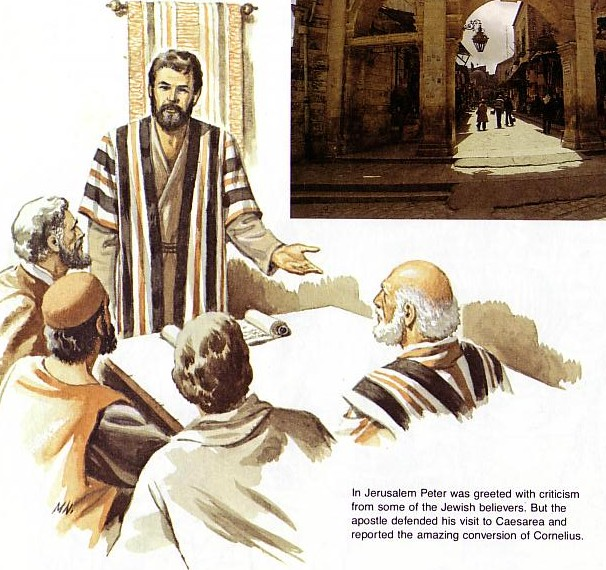 In Jerusalem Peter was greeted with criticism
from some of the Jewish believers. But the
apostle defended his visit to Caesarea and
reported the amazing conversion of Cornelius.